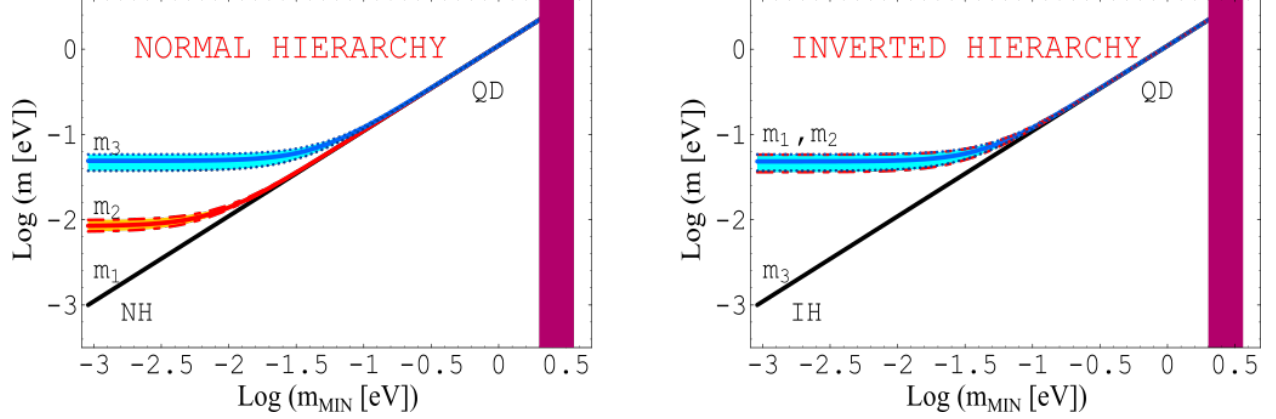 NORMAL HIERARCHY
Log (m [eV])
0
−1
−2
−3
QD
m₃
m₂
m₁
NH
−3 −2.5 −2 −1.5 −1 −0.5 0 0.5
Log (m_MIN [eV])
INVERTED HIERARCHY
Log (m [eV])
0
−1
−2
−3
QD
m₁,m₂
m₃
IH
−3 −2.5 −2 −1.5 −1 −0.5 0 0.5
Log (m_MIN [eV])